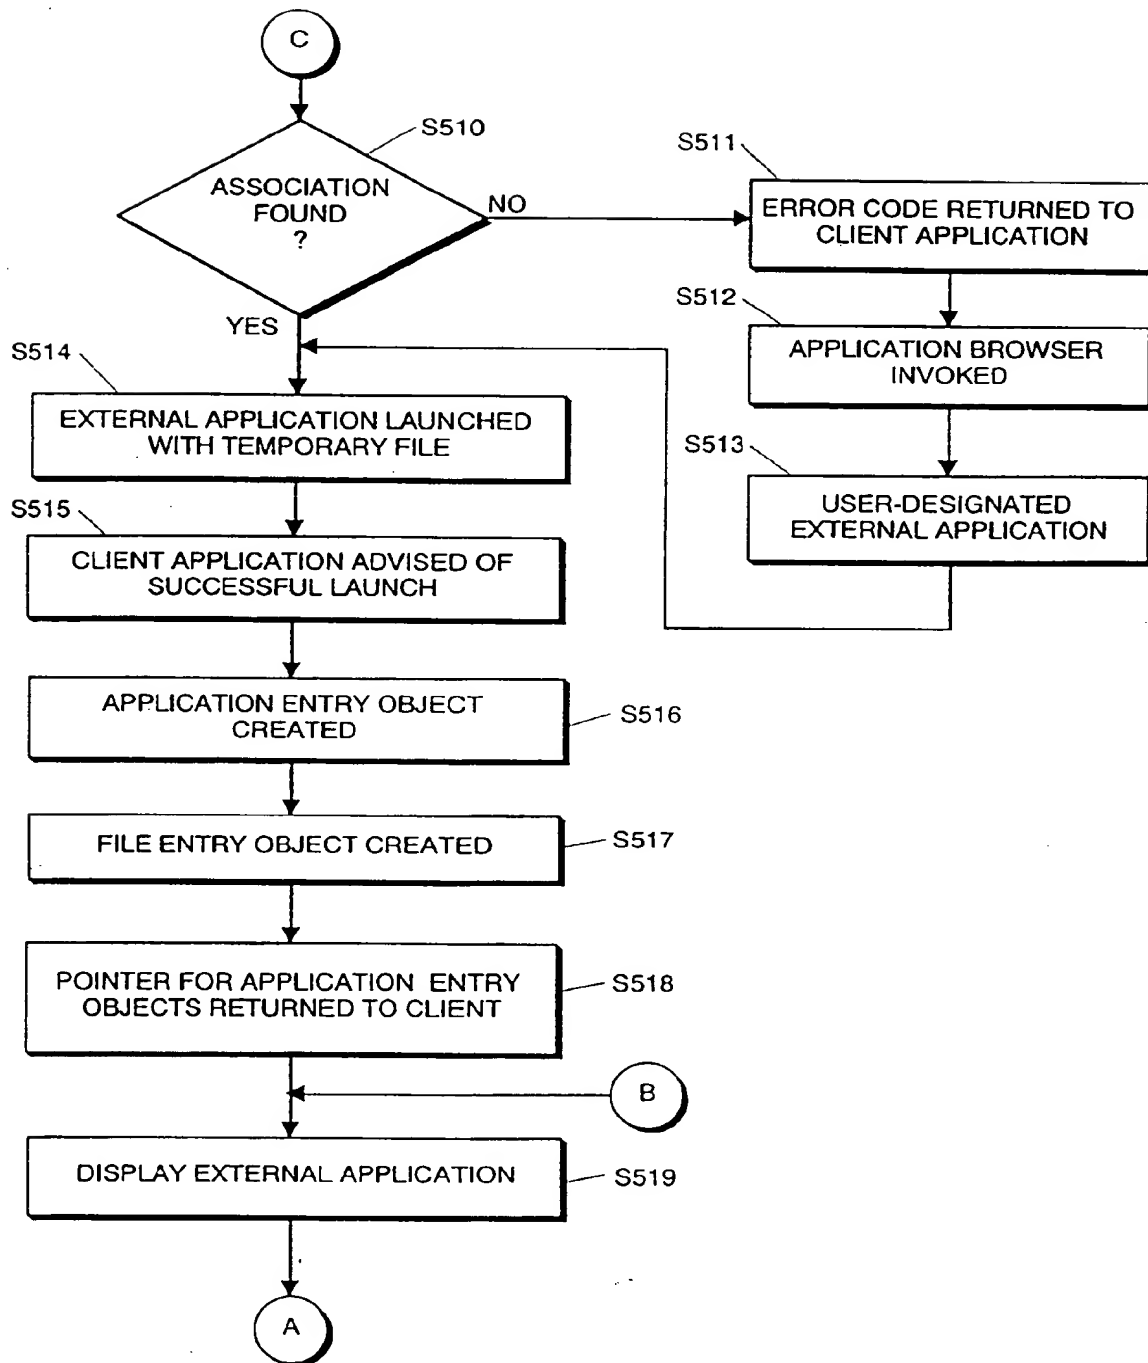 C
S510
ASSOCIATION
FOUND
?
NO
YES
S511
ERROR CODE RETURNED TO
CLIENT APPLICATION
S512
APPLICATION BROWSER
INVOKED
S513
USER-DESIGNATED
EXTERNAL APPLICATION
S514
EXTERNAL APPLICATION LAUNCHED
WITH TEMPORARY FILE
S515
CLIENT APPLICATION ADVISED OF
SUCCESSFUL LAUNCH
APPLICATION ENTRY OBJECT
CREATED
S516
FILE ENTRY OBJECT CREATED
S517
POINTER FOR APPLICATION ENTRY
OBJECTS RETURNED TO CLIENT
S518
B
DISPLAY EXTERNAL APPLICATION
S519
A